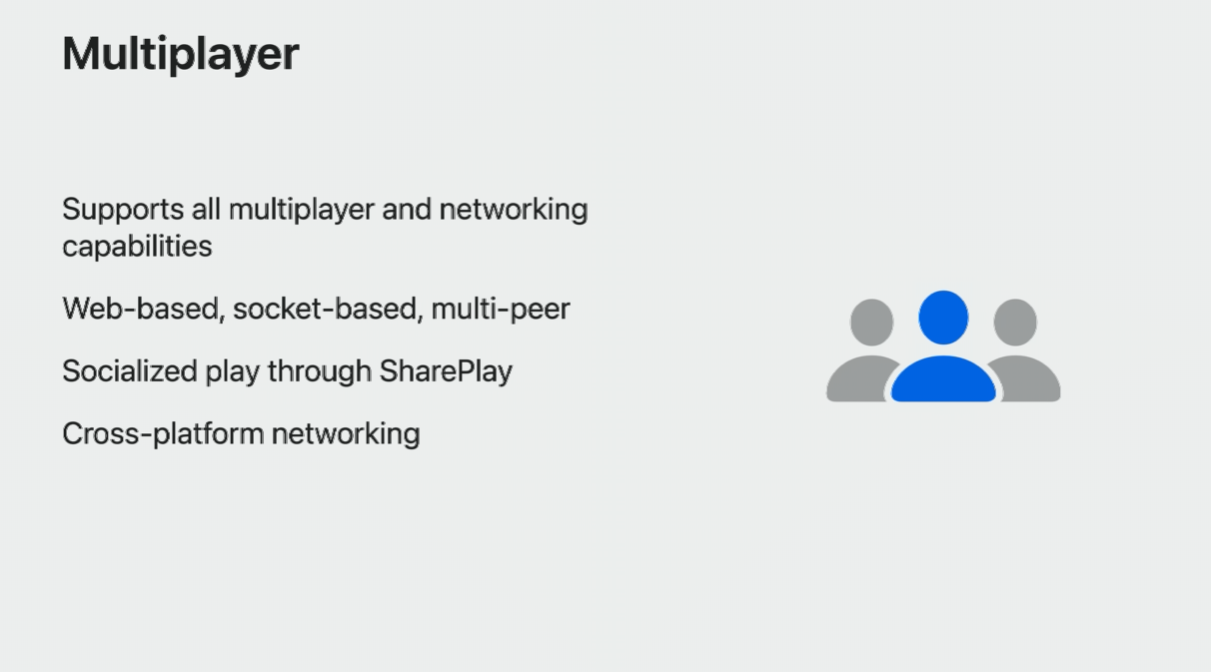 Multiplayer
Supports all multiplayer and networking
capabilities
Web-based, socket-based, multi-peer
Socialized play through SharePlay
Cross-platform networking